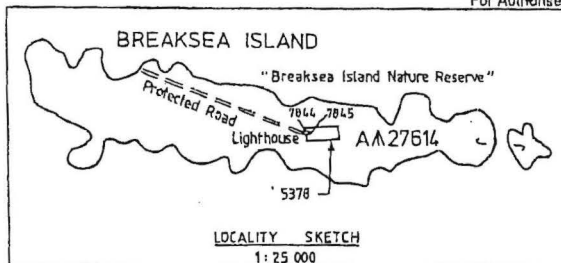 For Authorise
BREAKSEA ISLAND
"Breaksea Island Nature Reserve"
Protected Road
7844 7845
Lighthouse
27614
5378
LOCALITY SKETCH
1:25 000